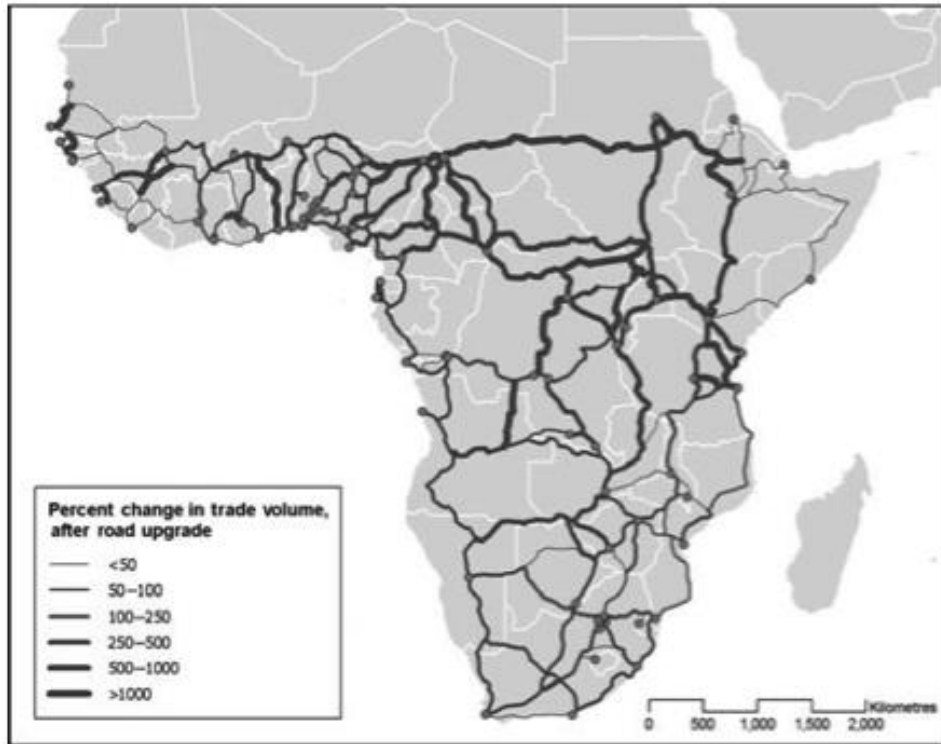 Percent change in trade volume,
after road upgrade
<50
50–100
100–250
250–500
500–1000
>1000
Kilometres
0 500 1,000 1,500 2,000